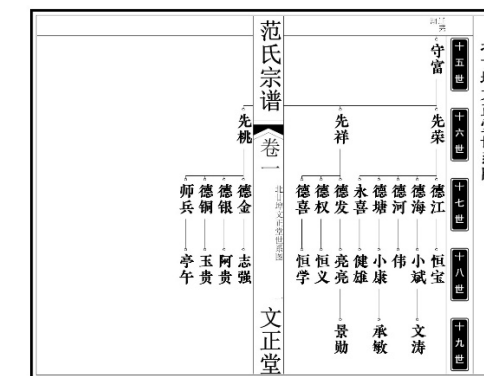 十五世
守富
十六世
先荣
先祥
先桃
十七世
德江
德海
德河
德塘
永喜
德发
德权
德喜
德金
德银
德铜
师兵
十八世
恒宝
小斌
伟
小康
健雄
亮亮
恒义
恒学
志强
阿贵
玉贵
亭午
十九世
文涛
承敏
景勋
范氏宗谱
卷一
文正堂世系图
文正堂